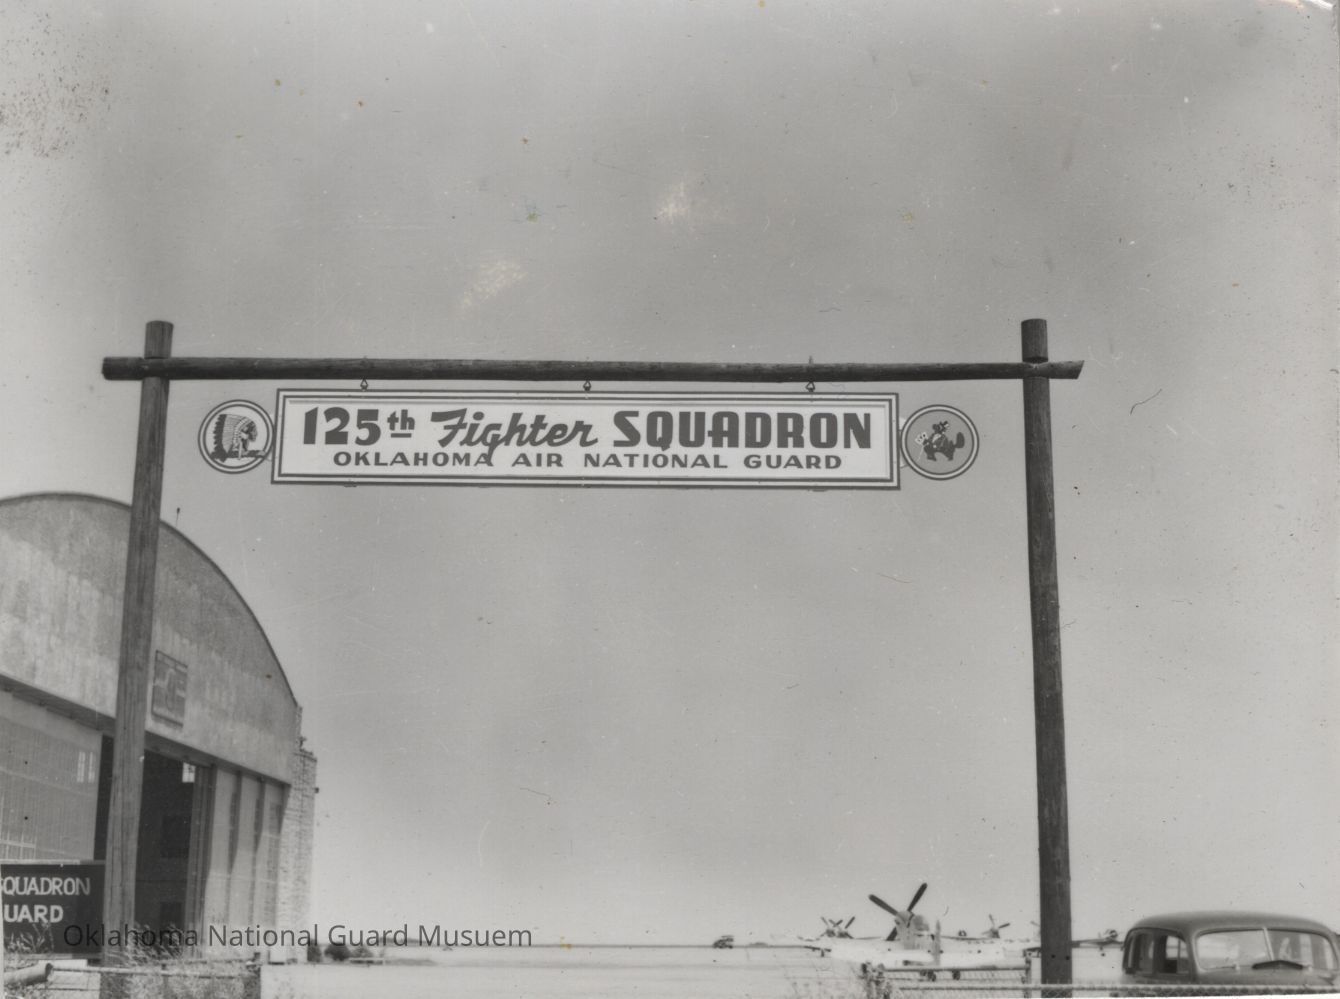 125th Fighter SQUADRON
OKLAHOMA AIR NATIONAL GUARD
SQUADRON
UARD
Oklahoma National Guard Musuem